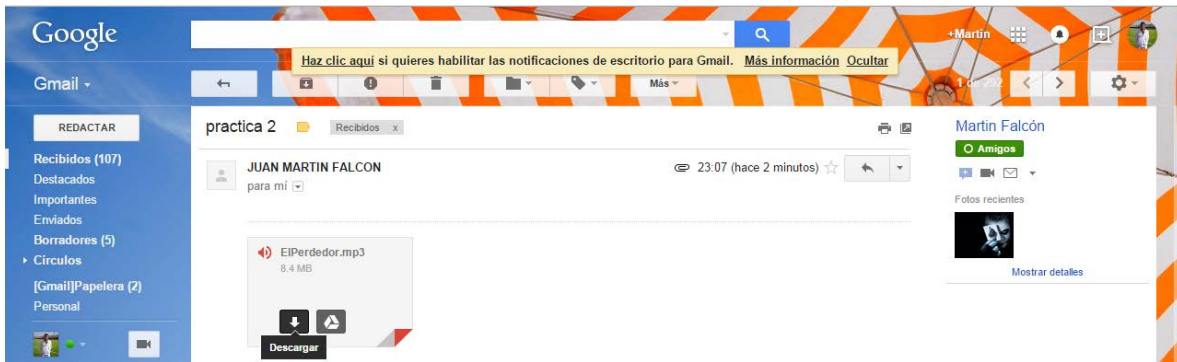 Google
+Martin
Haz clic aquí si quieres habilitar las notificaciones de escritorio para Gmail. Más información Ocultar
Gmail
Más
1 de 252
REDACTAR
Recibidos (107)
Destacados
Importantes
Enviados
Borradores (5)
Círculos
[Gmail]Papelera (2)
Personal
practica 2 Recibidos x
JUAN MARTIN FALCON
23:07 (hace 2 minutos)
para mí
ElPerdedor.mp3
8.4 MB
Descargar
Martin Falcón
Amigos
Fotos recientes
Mostrar detalles